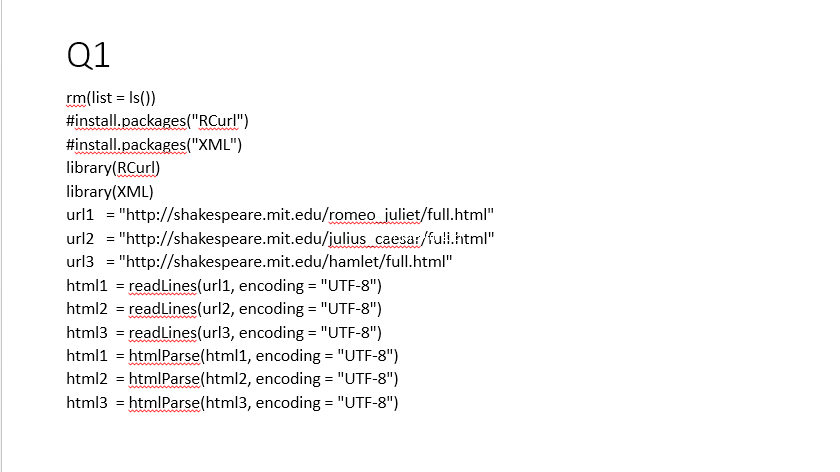 Q1
rm(list = ls())
#install.packages("RCurl")
#install.packages("XML")
library(RCurl)
library(XML)
url1 = "http://shakespeare.mit.edu/romeo_juliet/full.html"
url2 = "http://shakespeare.mit.edu/julius_caesar/full.html"
url3 = "http://shakespeare.mit.edu/hamlet/full.html"
html1 = readLines(url1, encoding = "UTF-8")
html2 = readLines(url2, encoding = "UTF-8")
html3 = readLines(url3, encoding = "UTF-8")
html1 = htmlParse(html1, encoding = "UTF-8")
html2 = htmlParse(html2, encoding = "UTF-8")
html3 = htmlParse(html3, encoding = "UTF-8")